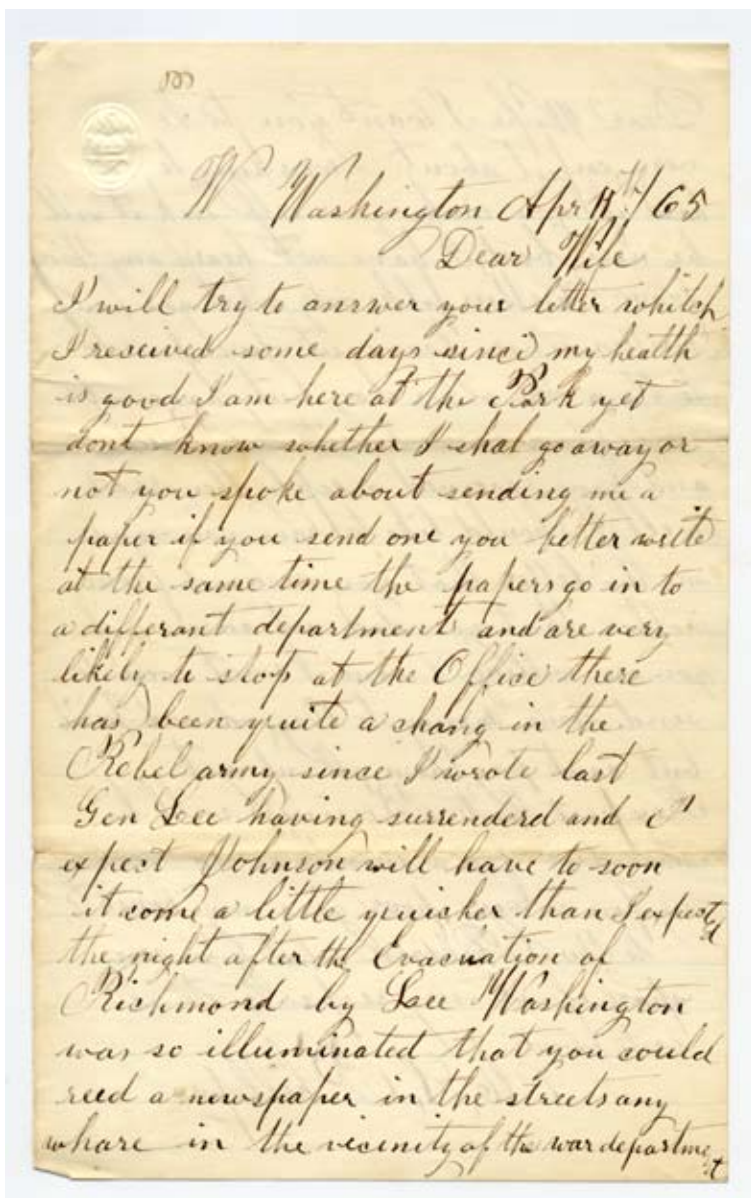 W Washington Apr 11th/65
Dear Wife
I will try to answer your letter whitch
I received some days since my health
is good I am here at the Park yet
dont know whether I shal go away or
not you spoke about sending me a
paper if you send one you better write
at the same time the papers go in to
a differant department and are very
likely to stop at the Office there
has been quite a chang in the
Rebel army since I wrote last
Gen Lee having surrenderd and I
expect Johnson will have to soon
it come a little quicker than I expectd
the night after the Evacuation of
Richmond by Lee Washington
was so illuminated that you could
reed a newspaper in the streets any
whare in the vicinity of the war department